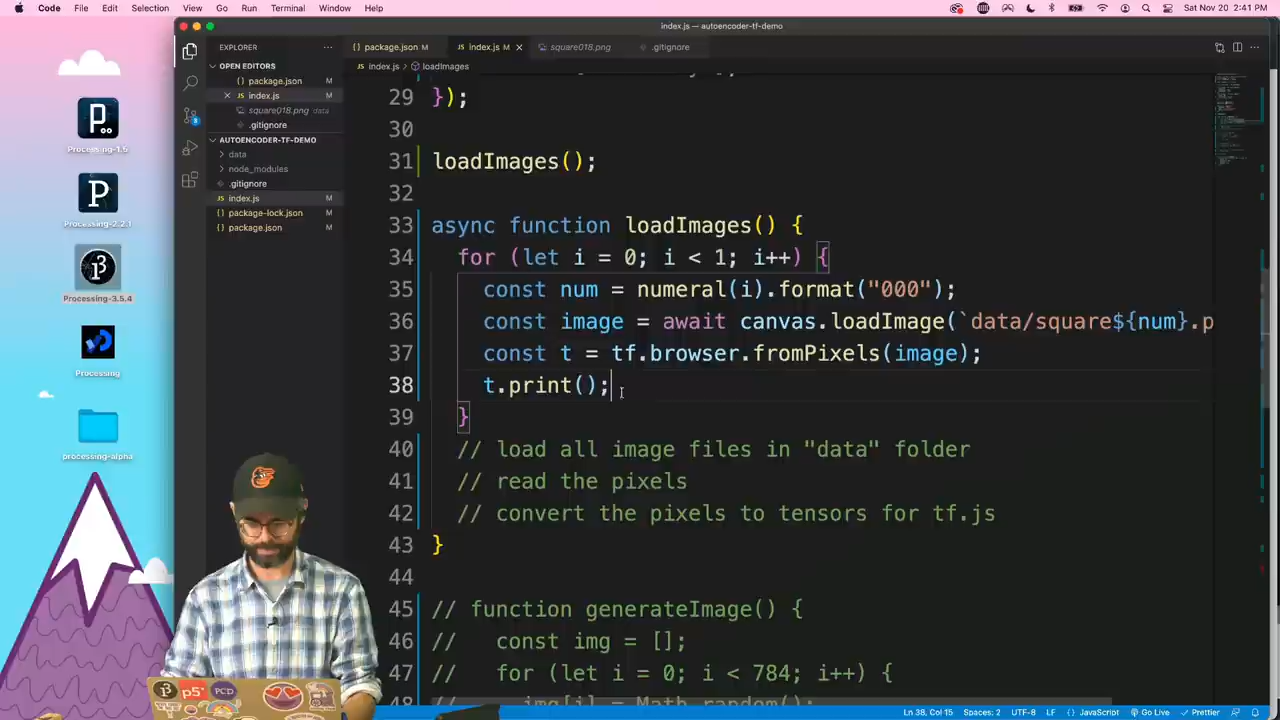 Code File Edit Selection View Go Run Terminal Window Help
Sat Nov 20 2:41 PM
index.js — autoencoder-tf-demo
EXPLORER
OPEN EDITORS
package.json M
index.js M
square018.png data
.gitignore
AUTOENCODER-TF-DEMO
data
node_modules
.gitignore
index.js M
package-lock.json M
package.json M
package.json M
index.js M
square018.png
.gitignore
index.js > loadImages
29 });
30
31 loadImages();
32
33 async function loadImages() {
34 for (let i = 0; i < 1; i++) {
35 const num = numeral(i).format("000");
36 const image = await canvas.loadImage(`data/square${num}.p
37 const t = tf.browser.fromPixels(image);
38 t.print();
39 }
40 // load all image files in "data" folder
41 // read the pixels
42 // convert the pixels to tensors for tf.js
43 }
44
45 // function generateImage() {
46 // const img = [];
47 // for (let i = 0; i < 784; i++) {
48 // img[i] = Math.random();
Processing-1.5
Processing-2.2.1
Processing-3.5.4
Processing
processing-alpha
p5*
PCD
Ln 38, Col 15 Spaces: 2 UTF-8 LF JavaScript Go Live Prettier